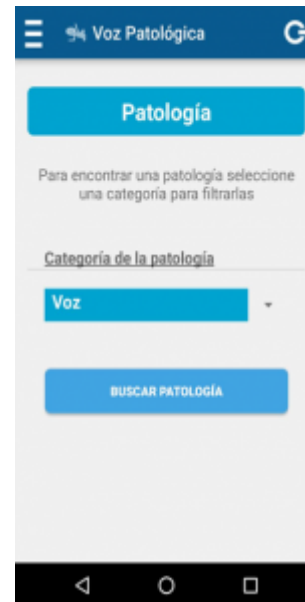 Voz Patológica
Patología
Para encontrar una patología seleccione
una categoría para filtrarlas
Categoría de la patología
Voz
BUSCAR PATOLOGÍA